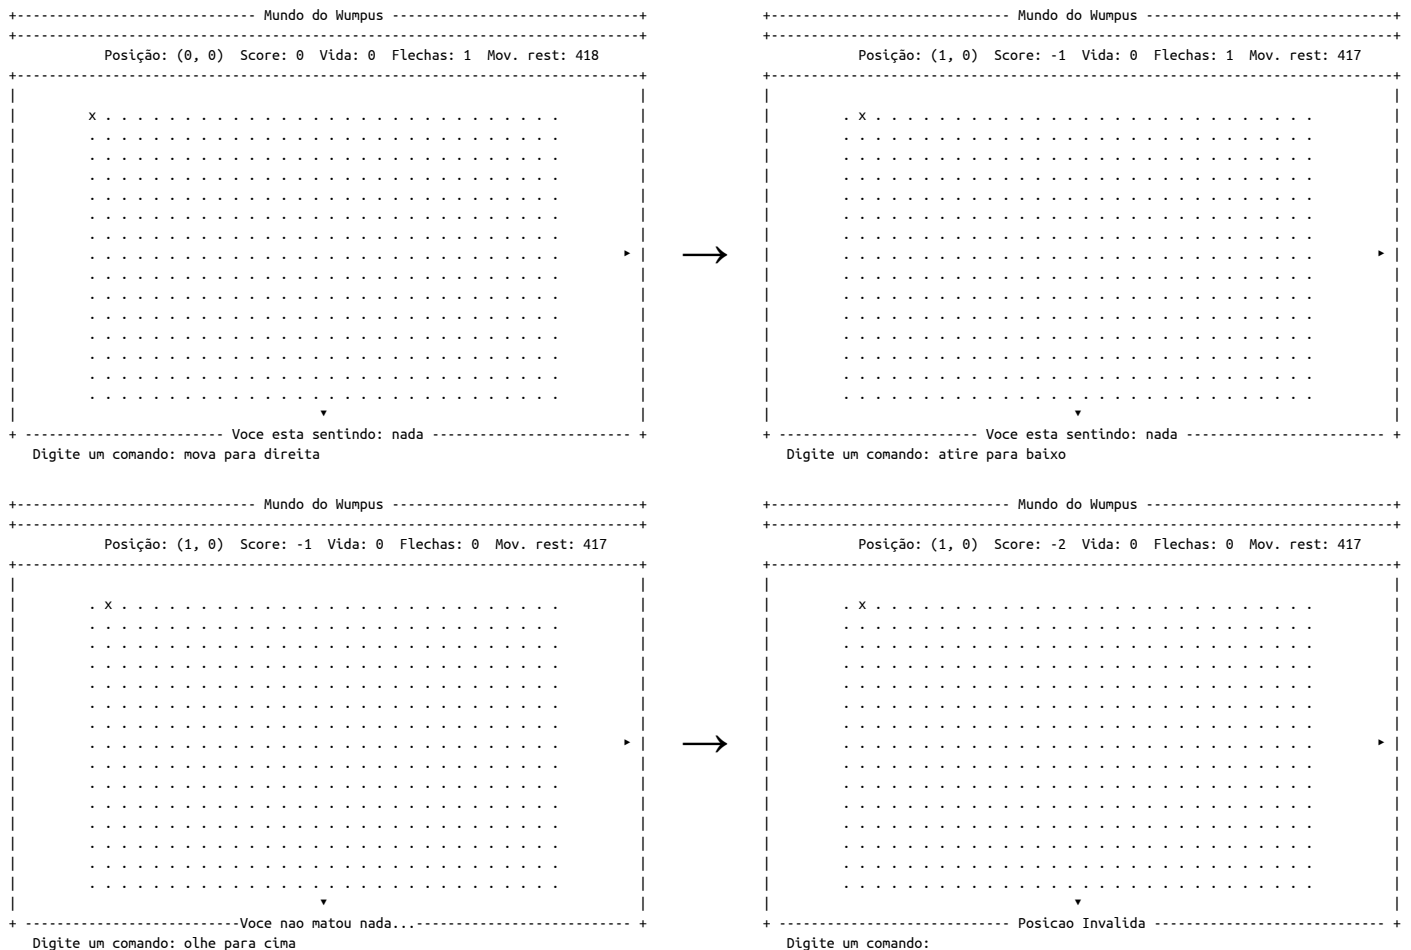 Mundo do Wumpus
Posição: (0, 0) Score: 0 Vida: 0 Flechas: 1 Mov. rest: 418
x
Voce esta sentindo: nada
Digite um comando: mova para direita
Mundo do Wumpus
Posição: (1, 0) Score: -1 Vida: 0 Flechas: 1 Mov. rest: 417
x
Voce esta sentindo: nada
Digite um comando: atire para baixo
Mundo do Wumpus
Posição: (1, 0) Score: -1 Vida: 0 Flechas: 0 Mov. rest: 417
x
Voce nao matou nada...
Digite um comando: olhe para cima
Mundo do Wumpus
Posição: (1, 0) Score: -2 Vida: 0 Flechas: 0 Mov. rest: 417
x
Posicao Invalida
Digite um comando: